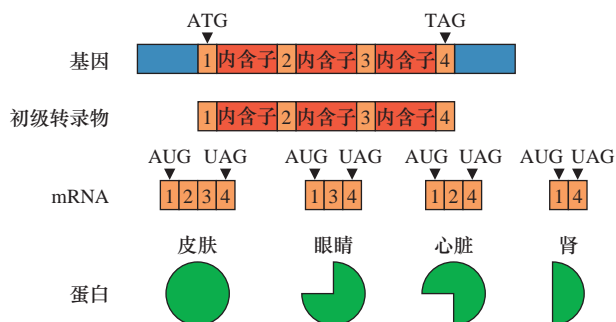 ATG TAG
基因 1 内含子 2 内含子 3 内含子 4
初级转录物 1 内含子 2 内含子 3 内含子 4
AUG UAG AUG UAG AUG UAG AUG UAG
mRNA 1 2 3 4 1 3 4 1 2 4 1 4
皮肤 眼睛 心脏 肾
蛋白